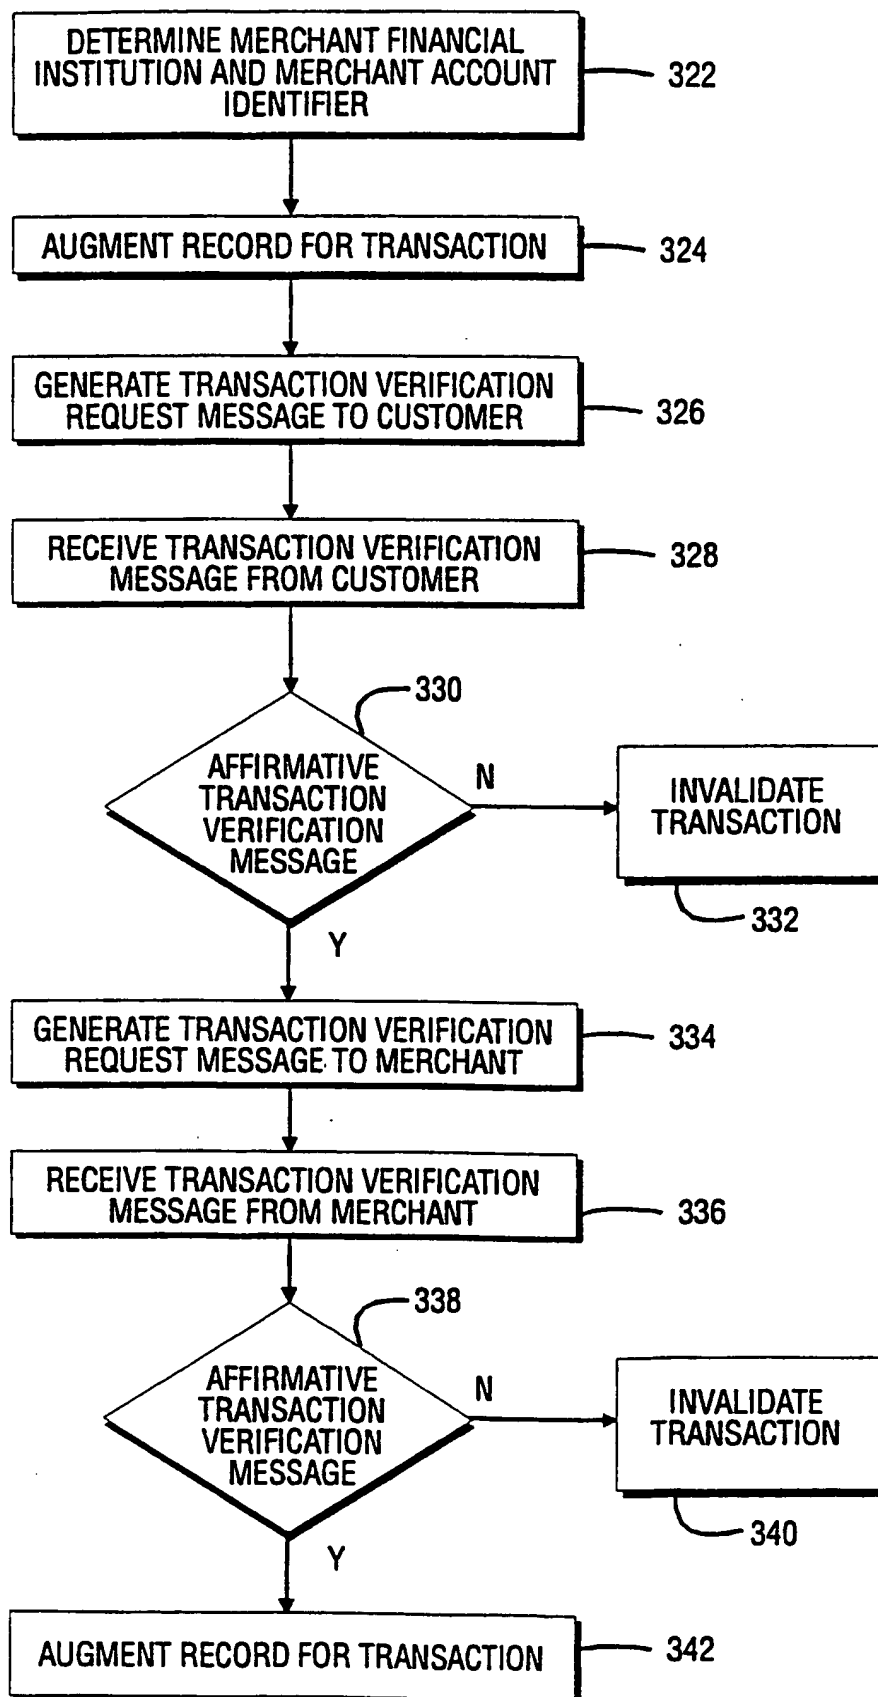 DETERMINE MERCHANT FINANCIAL
INSTITUTION AND MERCHANT ACCOUNT
IDENTIFIER
322
AUGMENT RECORD FOR TRANSACTION
324
GENERATE TRANSACTION VERIFICATION
REQUEST MESSAGE TO CUSTOMER
326
RECEIVE TRANSACTION VERIFICATION
MESSAGE FROM CUSTOMER
328
330
AFFIRMATIVE
TRANSACTION
VERIFICATION
MESSAGE
N
INVALIDATE
TRANSACTION
332
Y
GENERATE TRANSACTION VERIFICATION
REQUEST MESSAGE TO MERCHANT
334
RECEIVE TRANSACTION VERIFICATION
MESSAGE FROM MERCHANT
336
338
AFFIRMATIVE
TRANSACTION
VERIFICATION
MESSAGE
N
INVALIDATE
TRANSACTION
340
Y
AUGMENT RECORD FOR TRANSACTION
342